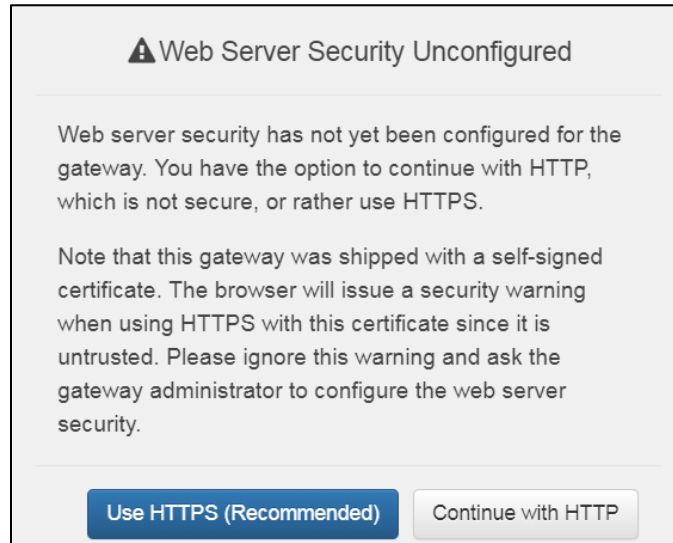 Web Server Security Unconfigured
Web server security has not yet been configured for the
gateway. You have the option to continue with HTTP,
which is not secure, or rather use HTTPS.
Note that this gateway was shipped with a self-signed
certificate. The browser will issue a security warning
when using HTTPS with this certificate since it is
untrusted. Please ignore this warning and ask the
gateway administrator to configure the web server
security.
Use HTTPS (Recommended)
Continue with HTTP